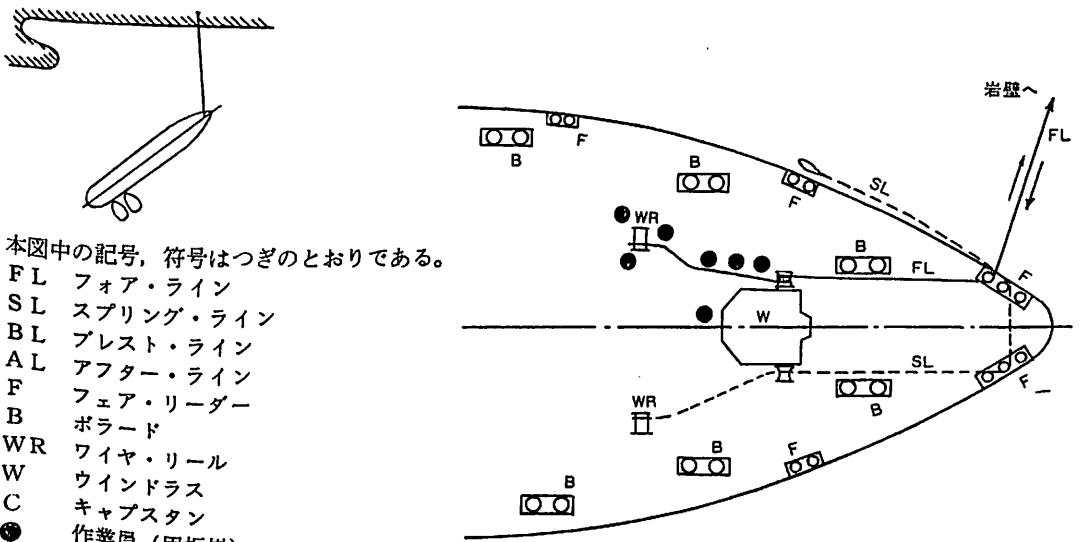 本図中の記号,符号はつぎのとおりである。
FL フォア・ライン
SL スプリング・ライン
BL ブレスト・ライン
AL アフター・ライン
F フェア・リーダー
B ボラード
WR ワイヤ・リール
W ウインドラス
C キャプスタン
● 作業員
岩壁へ
FL
F
B
B
F
SL
WR
B
FL
F
W
SL
WR
B
F
B
F
B